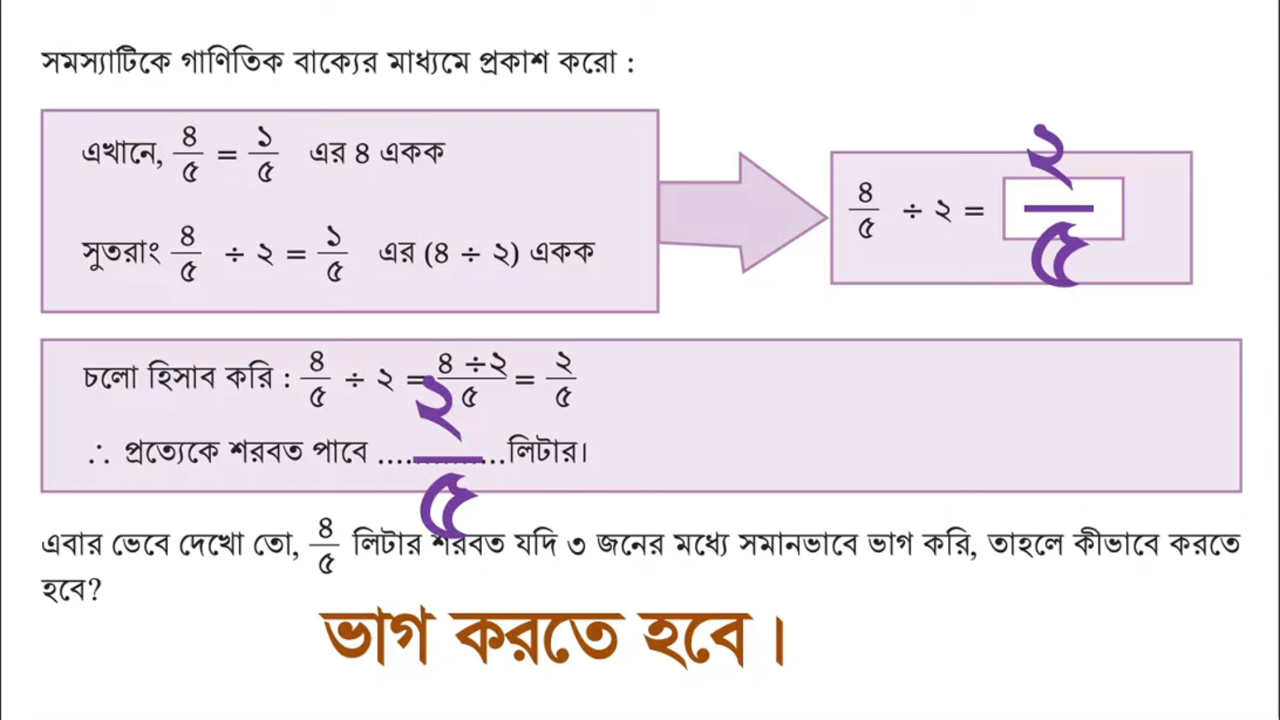 সমস্যাটিকে গাণিতিক বাক্যের মাধ্যমে প্রকাশ করো :
এখানে, ৪/৫ = ১/৫ এর ৪ একক
সুতরাং ৪/৫ ÷ ২ = ১/৫ এর (৪ ÷ ২) একক
৪/৫ ÷ ২ = ২/৫
চলো হিসাব করি : ৪/৫ ÷ ২ = ৪ ÷২/৫ = ২/৫
∴ প্রত্যেকে শরবত পাবে ....২/৫...লিটার।
এবার ভেবে দেখো তো, ৪/৫ লিটার শরবত যদি ৩ জনের মধ্যে সমানভাবে ভাগ করি, তাহলে কীভাবে করতে
হবে?
ভাগ করতে হবে।